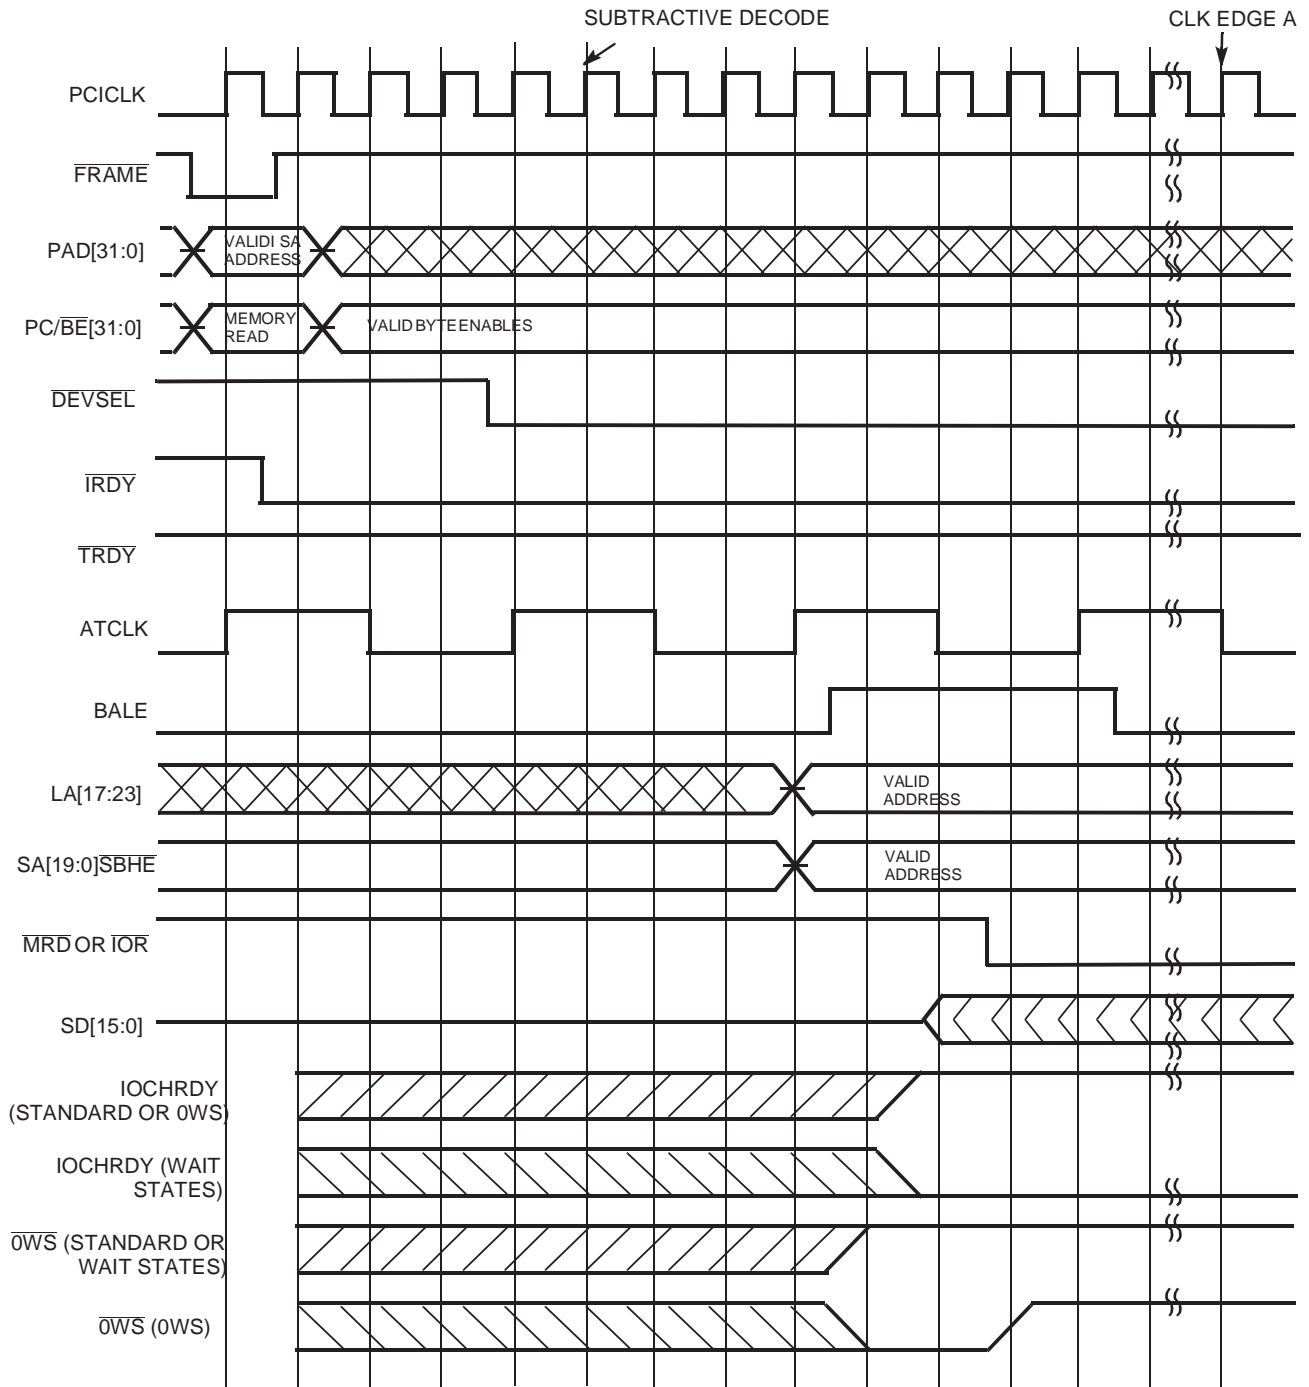 SUBTRACTIVE DECODE
CLK EDGE A
PCICLK
FRAME
PAD[31:0]
VALIDI SA
ADDRESS
PC/BE[31:0]
MEMORY
READ
VALID BYTE ENABLES
DEVSEL
IRDY
TRDY
ATCLK
BALE
LA[17:23]
VALID
ADDRESS
SA[19:0]SBHE
VALID
ADDRESS
MRD OR IOR
SD[15:0]
IOCHRDY
(STANDARD OR 0WS)
IOCHRDY (WAIT
STATES)
0WS (STANDARD OR
WAIT STATES)
0WS (0WS)